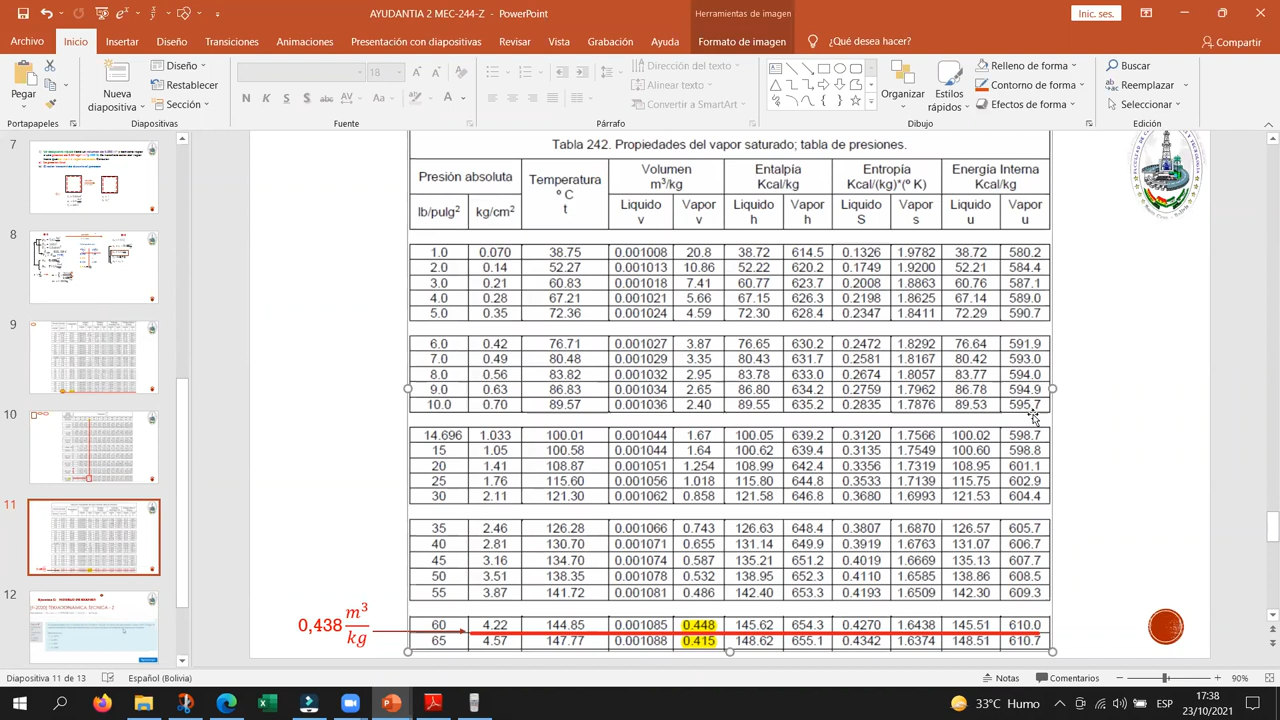 AYUDANTIA 2 MEC-244-Z - PowerPoint
Herramientas de imagen
Inic. ses.
Archivo Inicio Insertar Diseño Transiciones Animaciones Presentación con diapositivas Revisar Vista Grabación Ayuda Formato de imagen ¿Qué desea hacer? Compartir
Pegar
Nueva diapositiva
Diseño
Restablecer
Sección
18
N K S S abc AV Aa A
Dirección del texto
Alinear texto
Convertir a SmartArt
Organizar
Estilos rápidos
Relleno de forma
Contorno de forma
Efectos de forma
Buscar
Reemplazar
Seleccionar
Portapapeles Diapositivas Fuente Párrafo Dibujo Edición
7
8
9
10
11
12
Tabla 242. Propiedades del vapor saturado; tabla de presiones.
Presión absoluta Temperatura º C t Volumen m³/kg Entalpía Kcal/kg Entropía Kcal/(kg)*(º K) Energía Interna Kcal/kg
lb/pulg² kg/cm² Liquido v Vapor v Liquido h Vapor h Liquido S Vapor s Liquido u Vapor u
1.0 0.070 38.75 0.001008 20.8 38.72 614.5 0.1326 1.9782 38.72 580.2
2.0 0.14 52.27 0.001013 10.86 52.22 620.2 0.1749 1.9200 52.21 584.4
3.0 0.21 60.83 0.001018 7.41 60.77 623.7 0.2008 1.8863 60.76 587.1
4.0 0.28 67.21 0.001021 5.66 67.15 626.3 0.2198 1.8625 67.14 589.0
5.0 0.35 72.36 0.001024 4.59 72.30 628.4 0.2347 1.8411 72.29 590.7
6.0 0.42 76.71 0.001027 3.87 76.65 630.2 0.2472 1.8292 76.64 591.9
7.0 0.49 80.48 0.001029 3.35 80.43 631.7 0.2581 1.8167 80.42 593.0
8.0 0.56 83.82 0.001032 2.95 83.78 633.0 0.2674 1.8057 83.77 594.0
9.0 0.63 86.83 0.001034 2.65 86.80 634.2 0.2759 1.7962 86.78 594.9
10.0 0.70 89.57 0.001036 2.40 89.55 635.2 0.2835 1.7876 89.53 595.7
14.696 1.033 100.01 0.001044 1.67 100.05 639.2 0.3120 1.7566 100.02 598.7
15 1.05 100.58 0.001044 1.64 100.62 639.4 0.3135 1.7549 100.60 598.8
20 1.41 108.87 0.001051 1.254 108.99 642.4 0.3356 1.7319 108.95 601.1
25 1.76 115.60 0.001056 1.018 115.80 644.8 0.3533 1.7139 115.75 602.9
30 2.11 121.30 0.001062 0.858 121.58 646.8 0.3680 1.6993 121.53 604.4
35 2.46 126.28 0.001066 0.743 126.63 648.4 0.3807 1.6870 126.57 605.7
40 2.81 130.70 0.001071 0.655 131.14 649.9 0.3919 1.6763 131.07 606.7
45 3.16 134.70 0.001074 0.587 135.21 651.2 0.4019 1.6669 135.13 607.7
50 3.51 138.35 0.001078 0.532 138.95 652.3 0.4110 1.6585 138.86 608.5
55 3.87 141.72 0.001081 0.486 142.40 653.3 0.4193 1.6509 142.30 609.3
60 4.22 144.85 0.001085 0.448 145.62 654.3 0.4270 1.6438 145.51 610.0
65 4.57 147.77 0.001088 0.415 148.62 655.1 0.4342 1.6374 148.51 610.7
0,438 m³/kg
Diapositiva 11 de 13 Español (Bolivia) Notas Comentarios 90%
33°C Humo ESP 17:38
23/10/2021